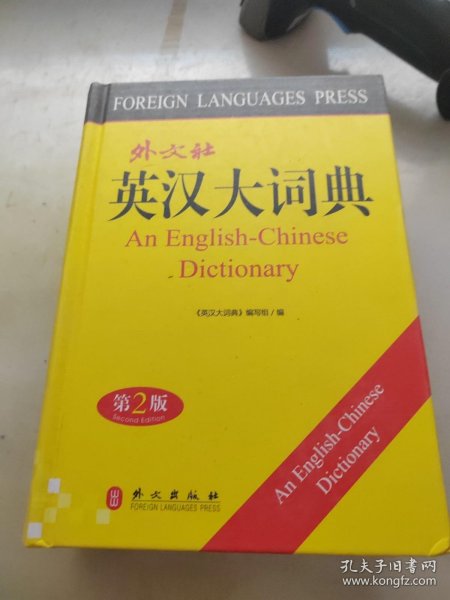 FOREIGN LANGUAGES PRESS
外文社
英汉大词典
An English-Chinese
Dictionary
《英汉大词典》编写组/编
第2版
Second Edition
An English-Chinese
Dictionary
外文出版社
FOREIGN LANGUAGES PRESS
孔夫子旧书网
www.kongfz.com